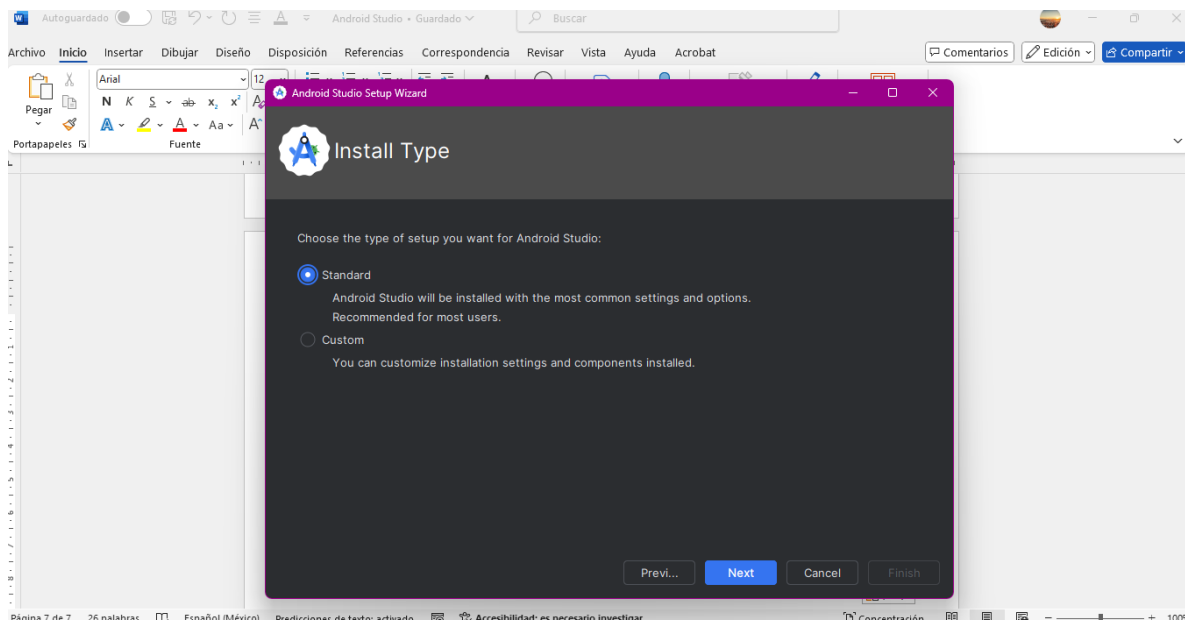 Autoguardado
Android Studio • Guardado
Buscar
Archivo Inicio Insertar Dibujar Diseño Disposición Referencias Correspondencia Revisar Vista Ayuda Acrobat
Comentarios Edición Compartir
Pegar
Arial 12
N K S ab x₂ x² A
A A Aa A
Portapapeles Fuente
Android Studio Setup Wizard
Install Type
Choose the type of setup you want for Android Studio:
Standard
Android Studio will be installed with the most common settings and options.
Recommended for most users.
Custom
You can customize installation settings and components installed.
Previ... Next Cancel Finish
Página 7 de 7 26 palabras Español (México) Predicciones de texto: activado Accesibilidad: es necesario investigar Concentración 100%